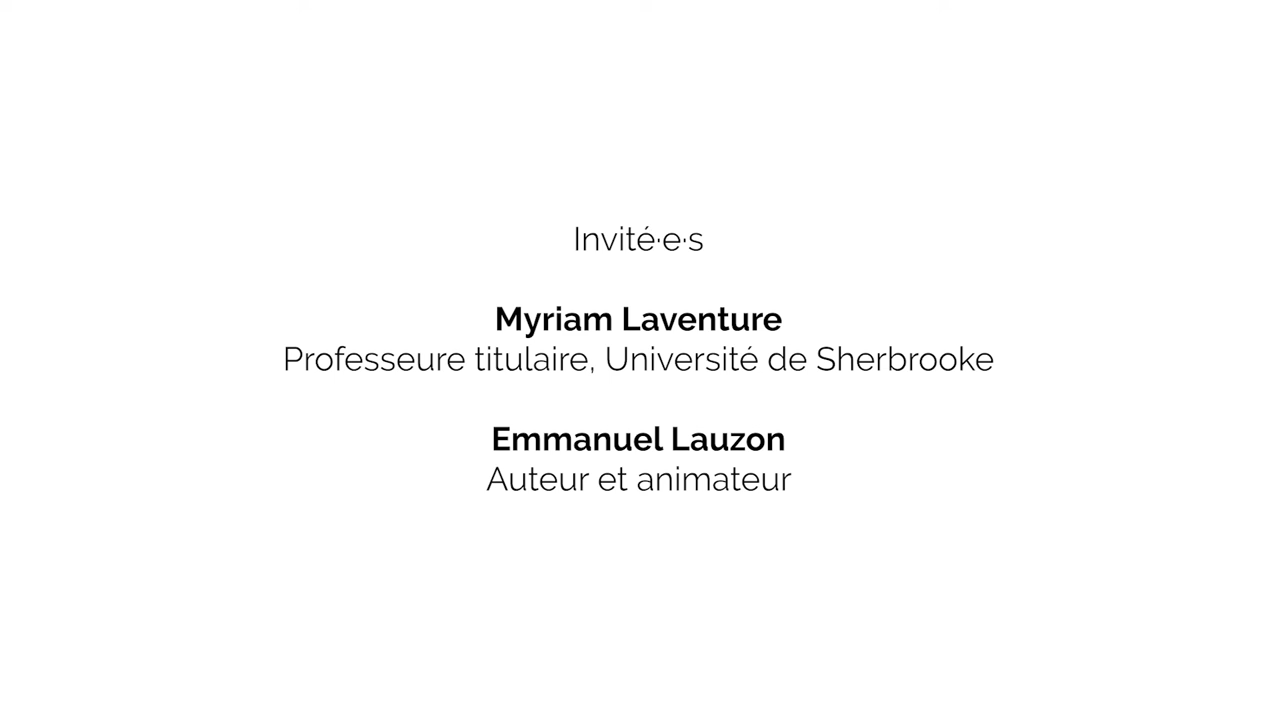 Invité·e·s
Myriam Laventure
Professeure titulaire, Université de Sherbrooke
Emmanuel Lauzon
Auteur et animateur